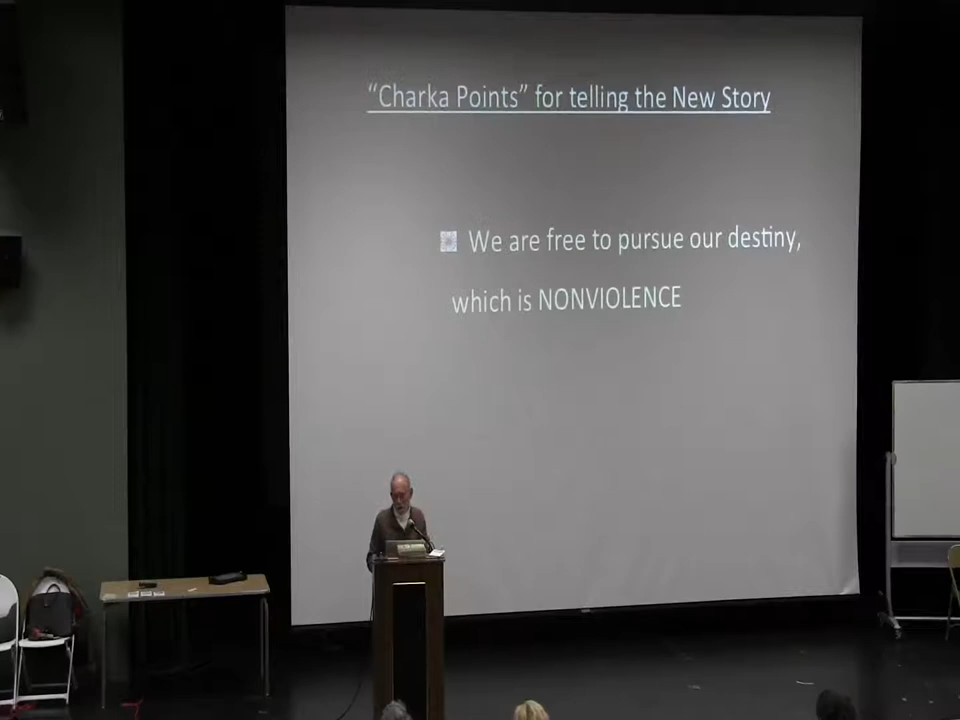 “Charka Points” for telling the New Story
We are free to pursue our destiny,
which is NONVIOLENCE